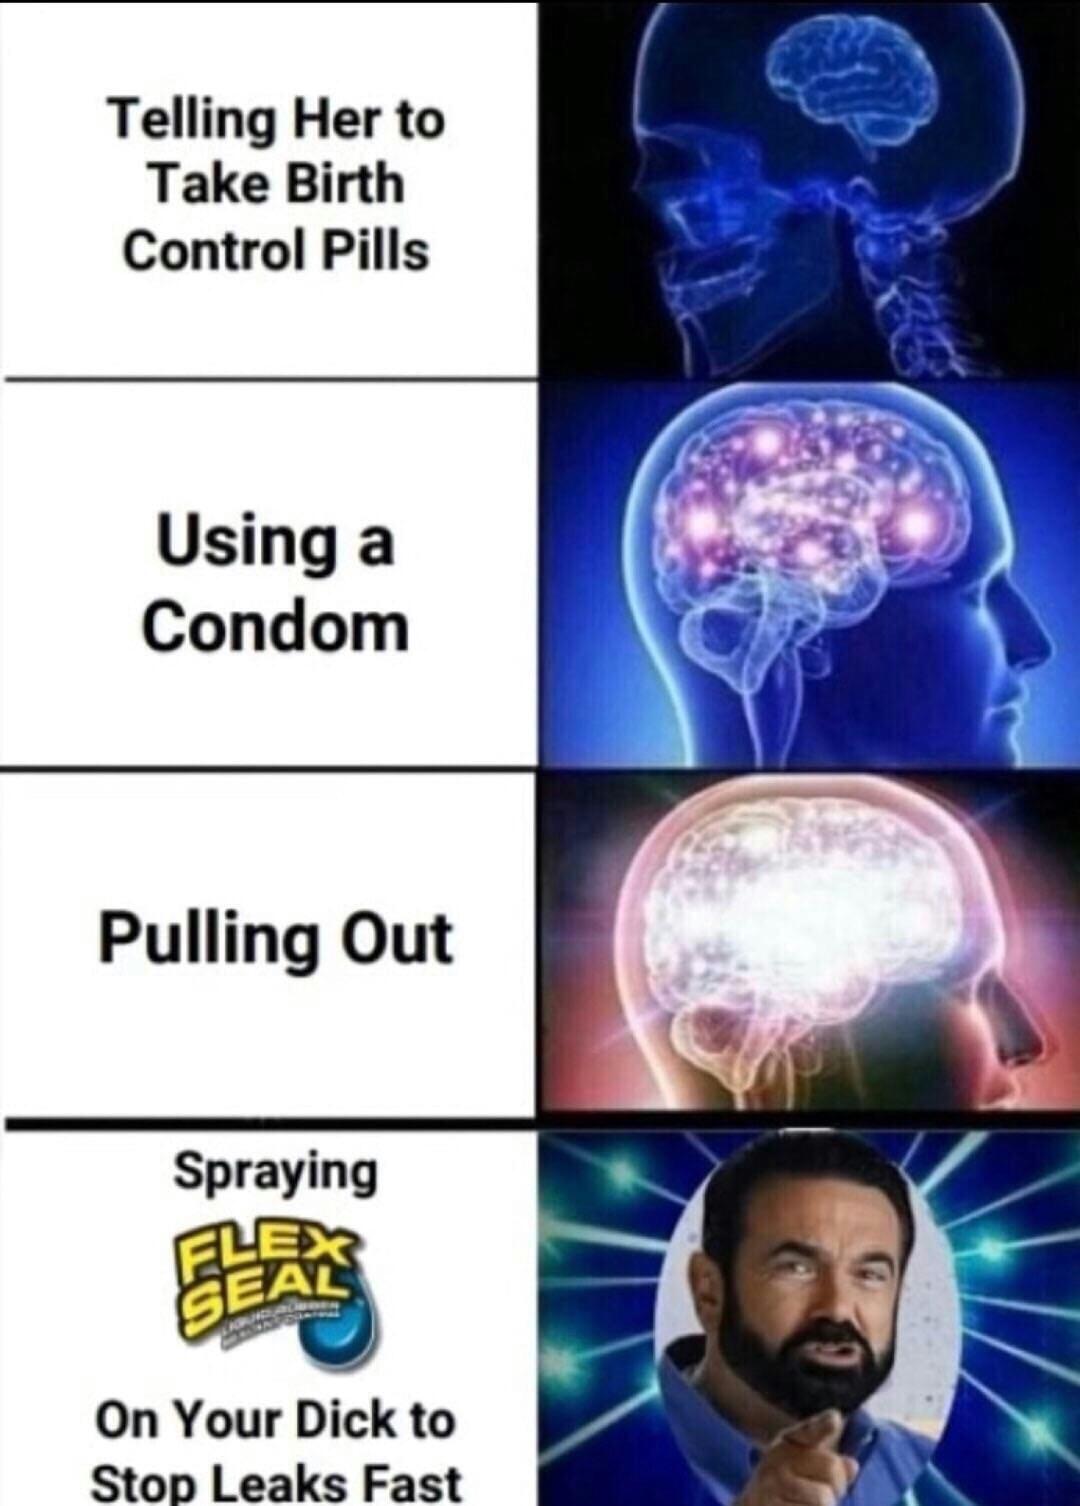 Telling Her to
Take Birth
Control Pills
Using a
Condom
Pulling Out
Spraying
FLEX
SEAL
On Your Dick to
Stop Leaks Fast